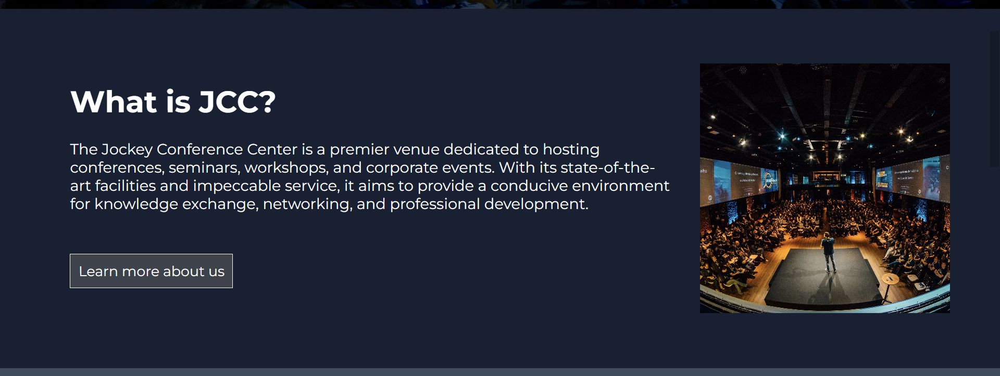 What is JCC?
The Jockey Conference Center is a premier venue dedicated to hosting
conferences, seminars, workshops, and corporate events. With its state-of-the-
art facilities and impeccable service, it aims to provide a conducive environment
for knowledge exchange, networking, and professional development.
Learn more about us